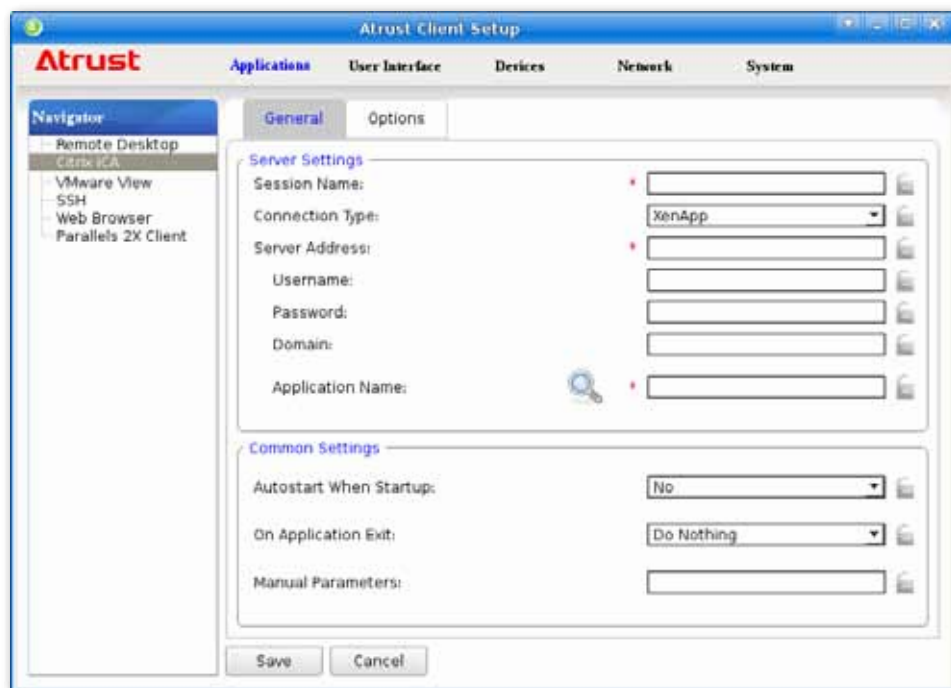 Atrust Client Setup
Atrust
Applications User Interface Devices Network System
Navigator
Remote Desktop
Citrix ICA
VMware View
SSH
Web Browser
Parallels 2X Client
General Options
Server Settings
Session Name: *
Connection Type: XenApp
Server Address: *
Username:
Password:
Domain:
Application Name: *
Common Settings
Autostart When Startup: No
On Application Exit: Do Nothing
Manual Parameters:
Save Cancel